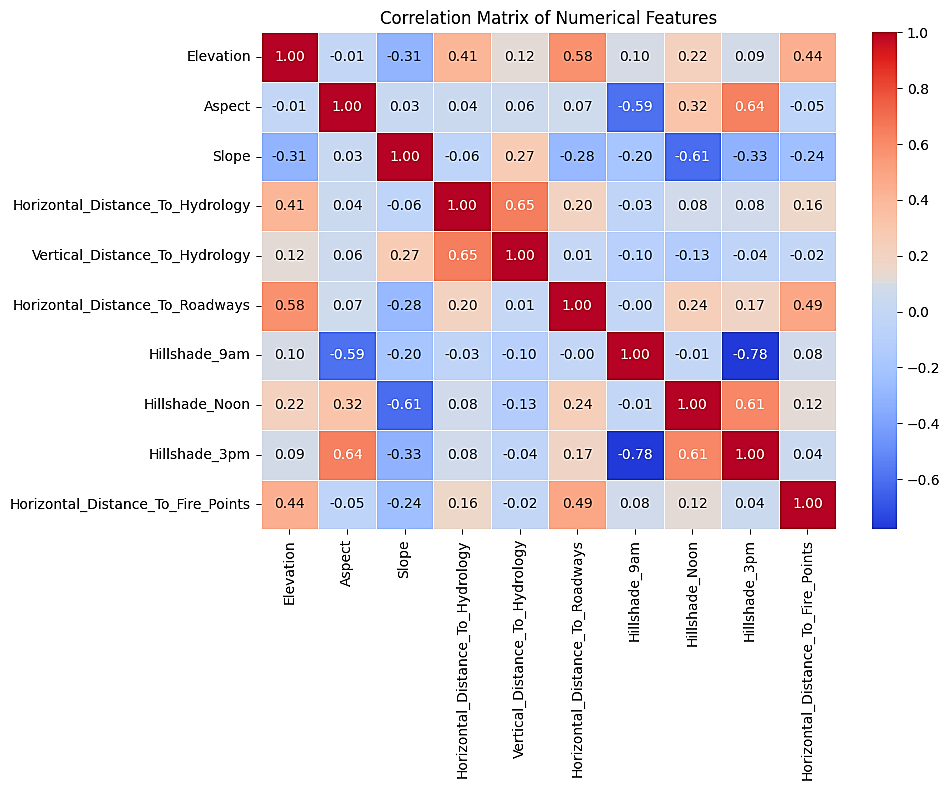 Correlation Matrix of Numerical Features
Elevation 1.00 -0.01 -0.31 0.41 0.12 0.58 0.10 0.22 0.09 0.44
Aspect -0.01 1.00 0.03 0.04 0.06 0.07 -0.59 0.32 0.64 -0.05
Slope -0.31 0.03 1.00 -0.06 0.27 -0.28 -0.20 -0.61 -0.33 -0.24
Horizontal_Distance_To_Hydrology 0.41 0.04 -0.06 1.00 0.65 0.20 -0.03 0.08 0.08 0.16
Vertical_Distance_To_Hydrology 0.12 0.06 0.27 0.65 1.00 0.01 -0.10 -0.13 -0.04 -0.02
Horizontal_Distance_To_Roadways 0.58 0.07 -0.28 0.20 0.01 1.00 -0.00 0.24 0.17 0.49
Hillshade_9am 0.10 -0.59 -0.20 -0.03 -0.10 -0.00 1.00 -0.01 -0.78 0.08
Hillshade_Noon 0.22 0.32 -0.61 0.08 -0.13 0.24 -0.01 1.00 0.61 0.12
Hillshade_3pm 0.09 0.64 -0.33 0.08 -0.04 0.17 -0.78 0.61 1.00 0.04
Horizontal_Distance_To_Fire_Points 0.44 -0.05 -0.24 0.16 -0.02 0.49 0.08 0.12 0.04 1.00
Elevation
Aspect
Slope
Horizontal_Distance_To_Hydrology
Vertical_Distance_To_Hydrology
Horizontal_Distance_To_Roadways
Hillshade_9am
Hillshade_Noon
Hillshade_3pm
Horizontal_Distance_To_Fire_Points
1.0
0.8
0.6
0.4
0.2
0.0
−0.2
−0.4
−0.6